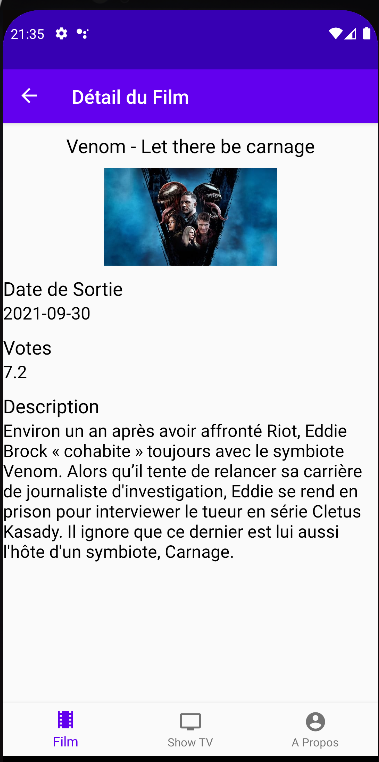 21:35
Détail du Film
Venom - Let there be carnage
Date de Sortie
2021-09-30
Votes
7.2
Description
Environ un an après avoir affronté Riot, Eddie
Brock « cohabite » toujours avec le symbiote
Venom. Alors qu’il tente de relancer sa carrière
de journaliste d'investigation, Eddie se rend en
prison pour interviewer le tueur en série Cletus
Kasady. Il ignore que ce dernier est lui aussi
l'hôte d'un symbiote, Carnage.
Film
Show TV
A Propos